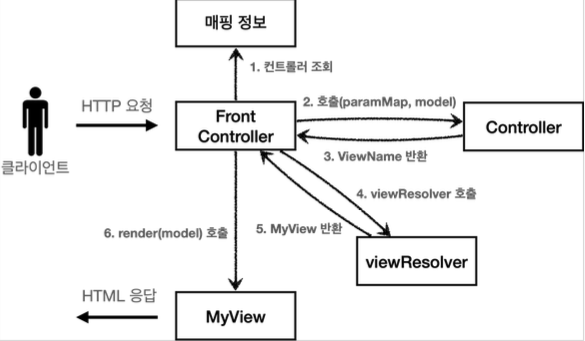 매핑 정보
1. 컨트롤러 조회
HTTP 요청
Front
Controller
2. 호출(paramMap, model)
Controller
3. ViewName 반환
클라이언트
4. viewResolver 호출
5. MyView 반환
6. render(model) 호출
viewResolver
HTML 응답
MyView